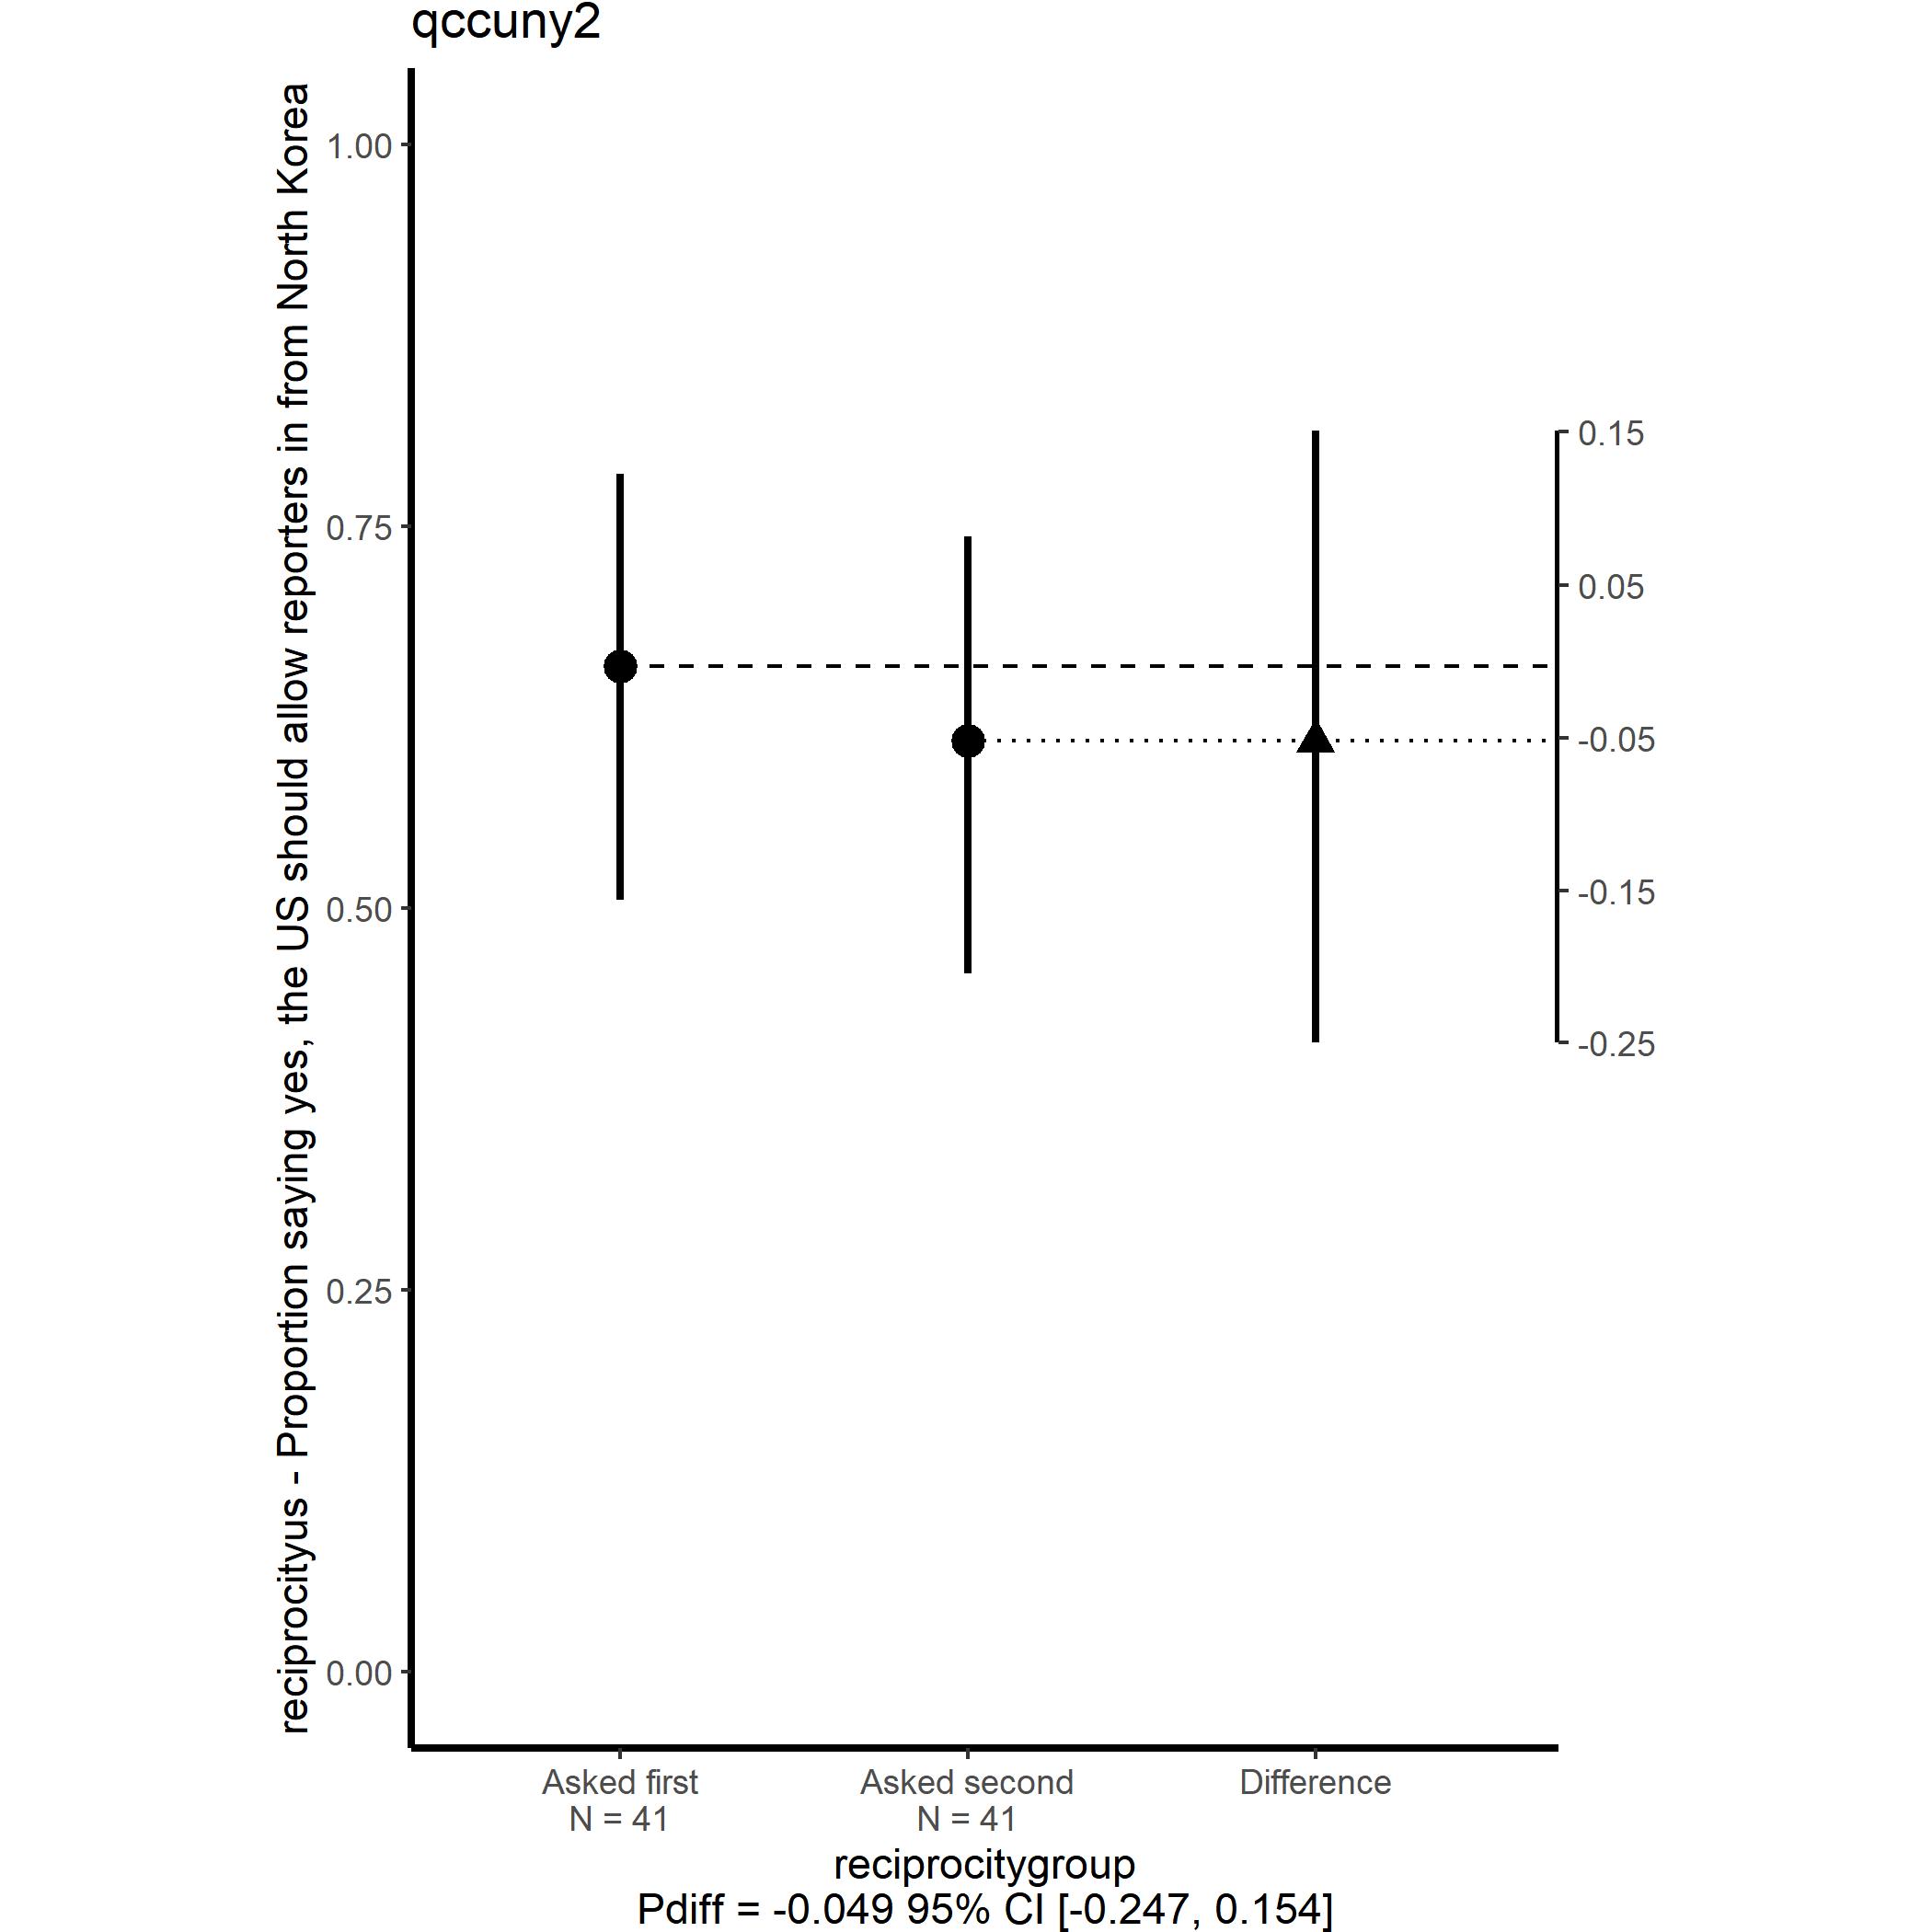 qccuny2
reciprocityus - Proportion saying yes, the US should allow reporters in from North Korea
1.00
0.75
0.50
0.25
0.00
0.15
0.05
-0.05
-0.15
-0.25
Asked first
N = 41
Asked second
N = 41
Difference
reciprocitygroup
Pdiff = -0.049 95% CI [-0.247, 0.154]